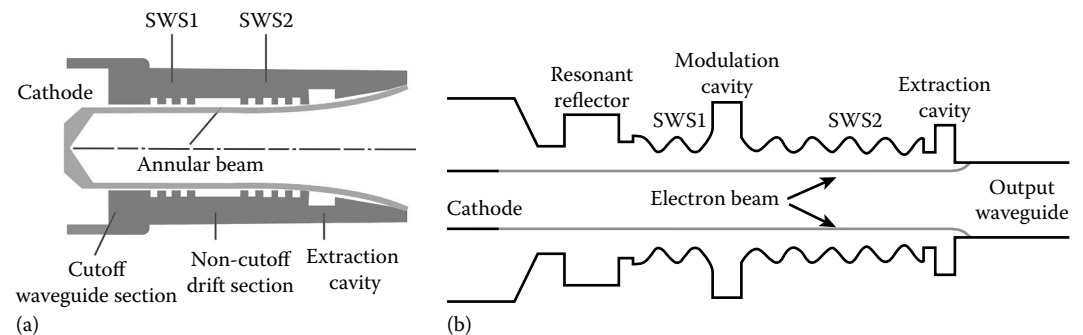 SWS1
SWS2
Cathode
Annular beam
Cutoff
waveguide section
Non-cutoff
drift section
Extraction
cavity
(a)
Resonant
reflector
Modulation
cavity
SWS1
SWS2
Extraction
cavity
Cathode
Electron beam
Output
waveguide
(b)